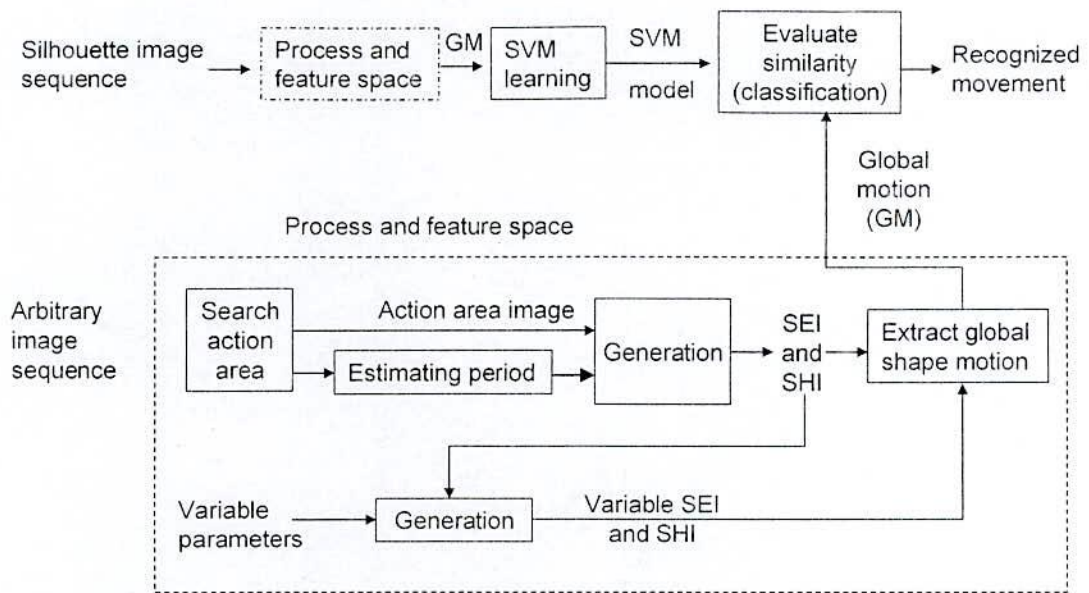 Silhouette image
sequence
Process and
feature space
GM
SVM
learning
SVM
model
Evaluate
similarity
(classification)
Recognized
movement
Global
motion
(GM)
Process and feature space
Arbitrary
image
sequence
Search
action
area
Action area image
Estimating period
Generation
SEI
and
SHI
Extract global
shape motion
Variable
parameters
Generation
Variable SEI
and SHI